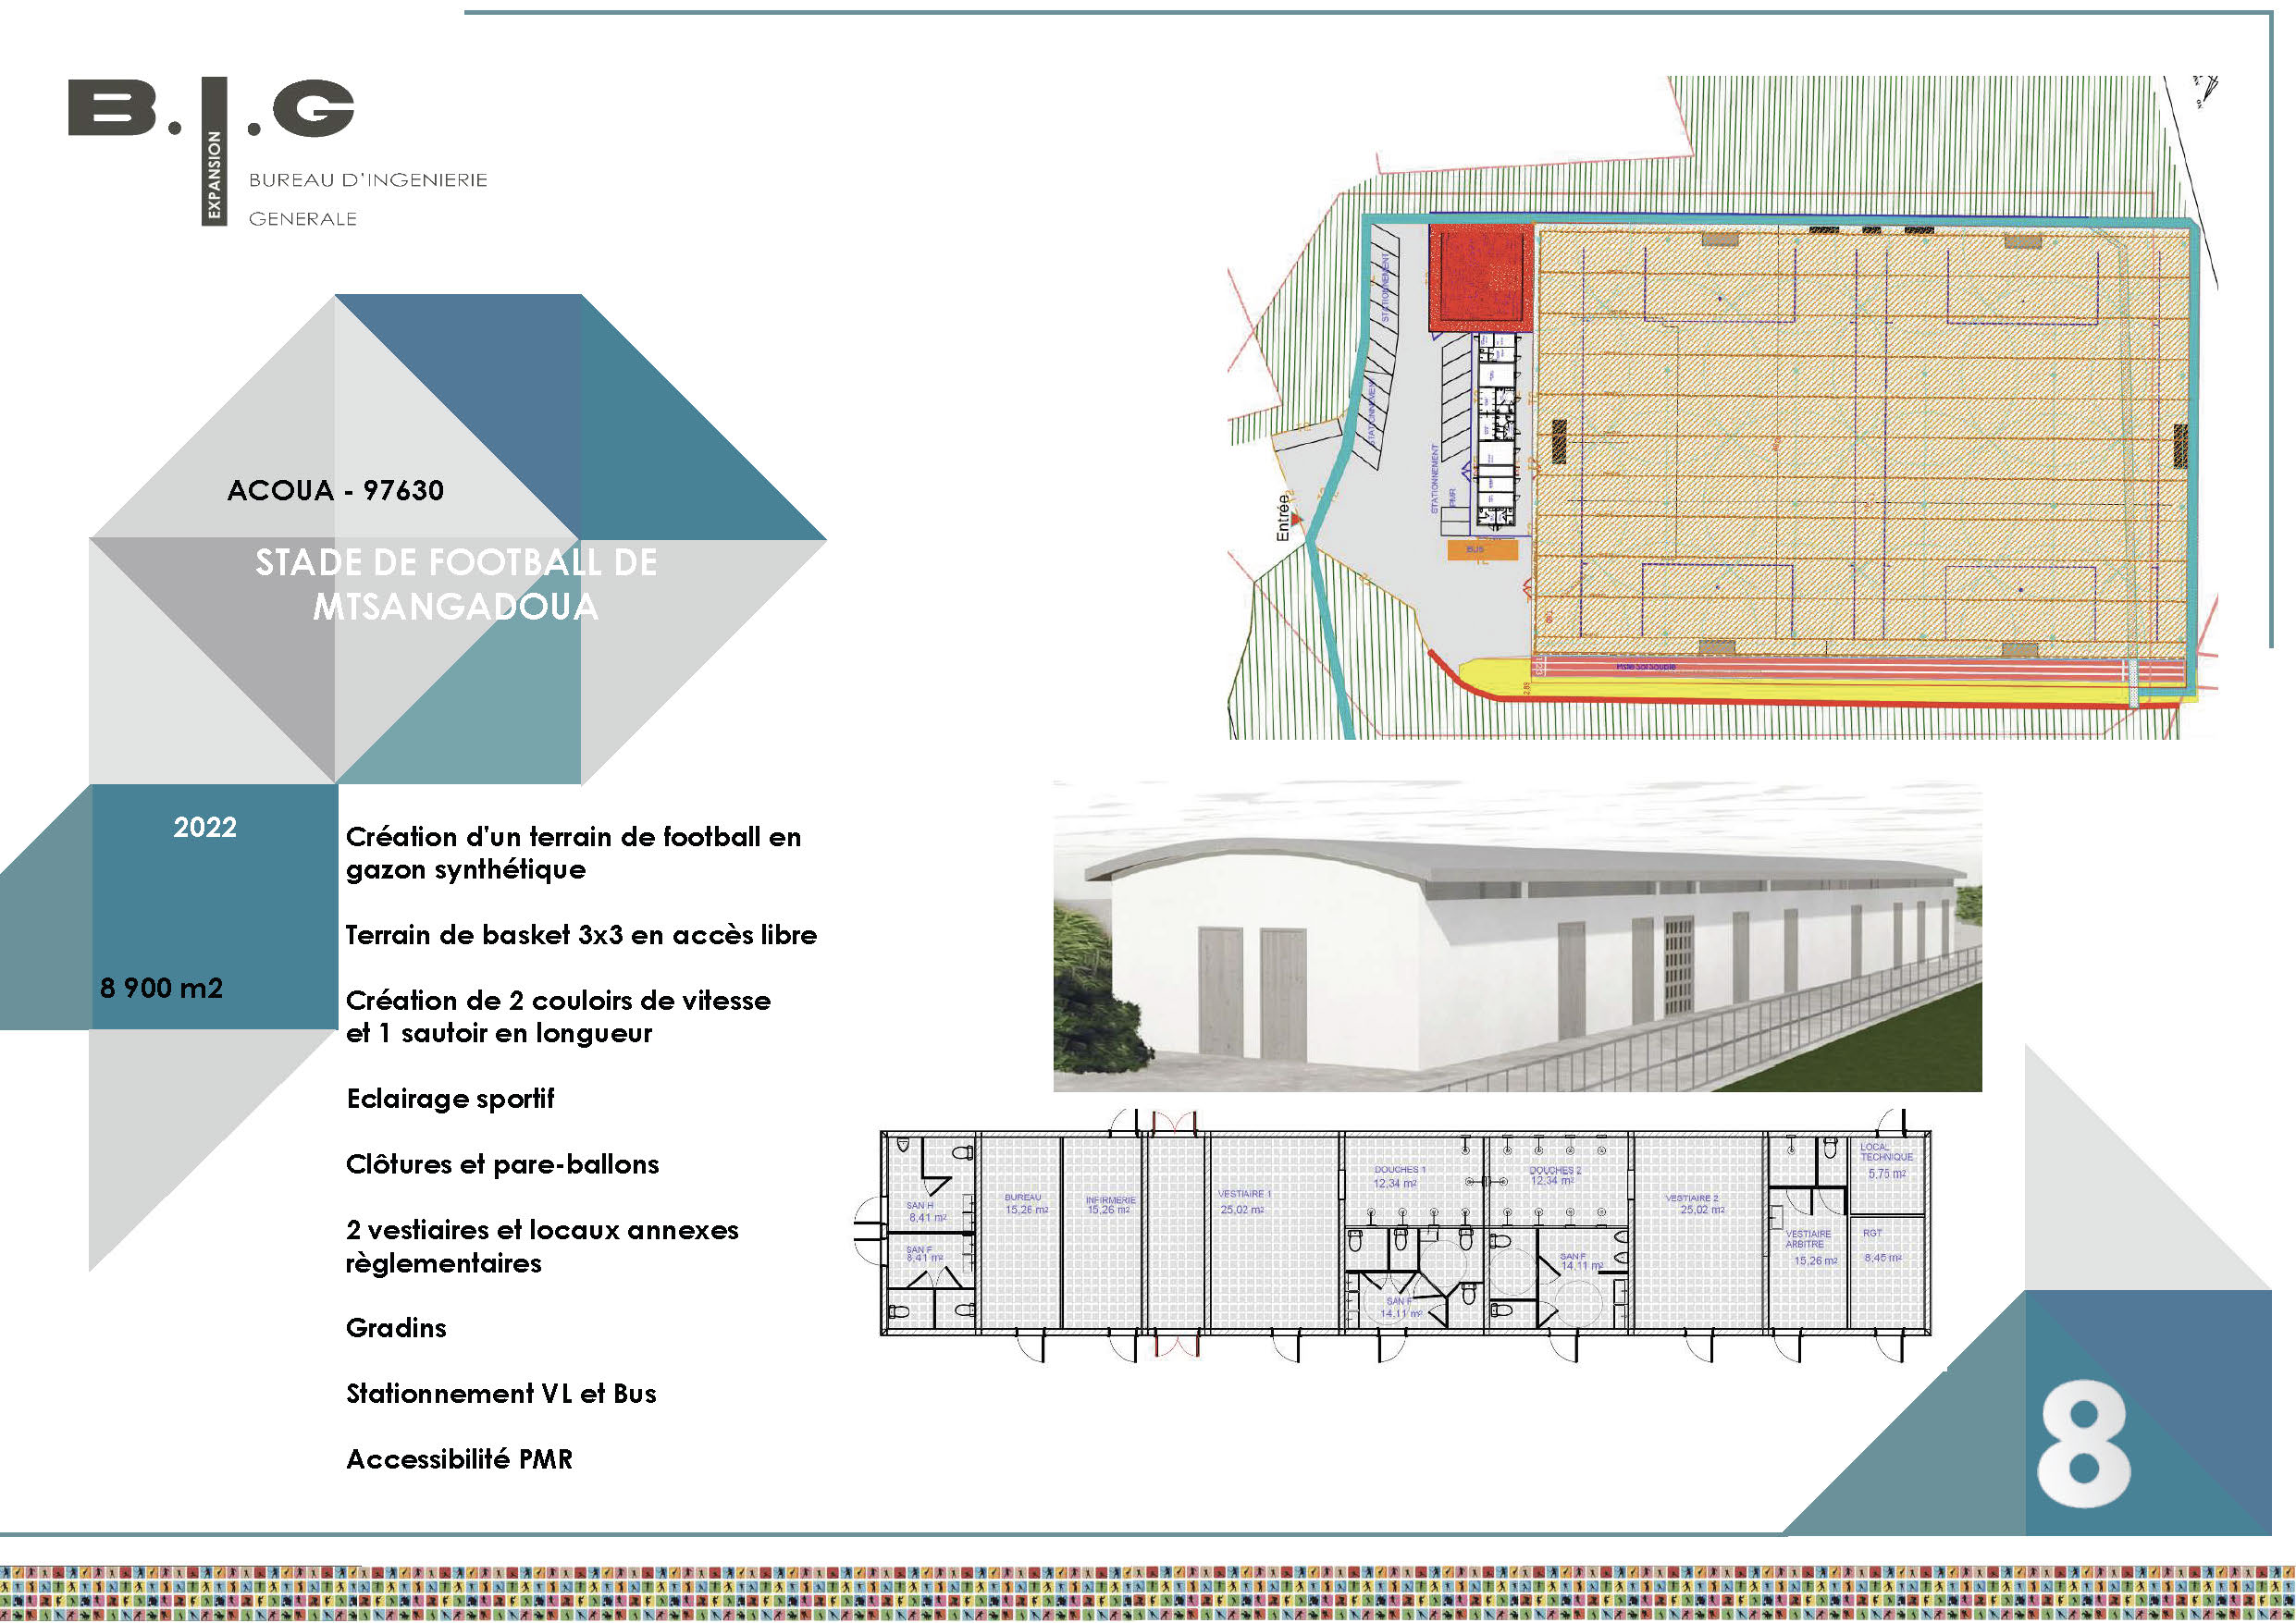 B.I.G
EXPANSION
BUREAU D'INGENIERIE
GENERALE
ACOUA - 97630
STADE DE FOOTBALL DE
MTSANGADOUA
2022
8 900 m2
Création d'un terrain de football en
gazon synthétique
Terrain de basket 3x3 en accès libre
Création de 2 couloirs de vitesse
et 1 sautoir en longueur
Eclairage sportif
Clôtures et pare-ballons
2 vestiaires et locaux annexes
règlementaires
Gradins
Stationnement VL et Bus
Accessibilité PMR
STATIONNEMENT
STATIONNEMENT
STATIONNEMENT
PMR
Entrée
BUS
SAN H
8,41 m²
SAN F
8,41 m²
BUREAU
15,26 m²
INFIRMERIE
15,26 m²
VESTIAIRE 1
25,02 m²
DOUCHES 1
12,34 m²
SAN F
14,11 m²
DOUCHES 2
12,34 m²
SAN F
14,11 m²
VESTIAIRE 2
25,02 m²
VESTIAIRE
ARBITRE
15,26 m²
LOCAL
TECHNIQUE
5,75 m²
RGT
8,45 m²
8